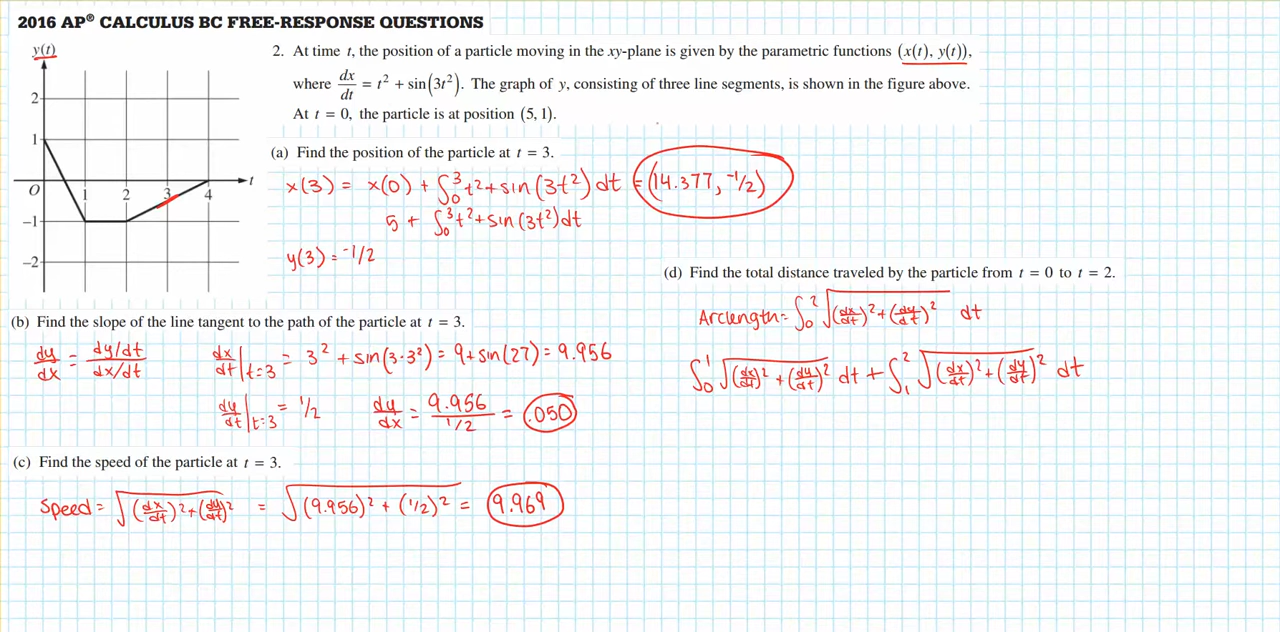 2016 AP® CALCULUS BC FREE-RESPONSE QUESTIONS
y(t)
2
1
O
1
2
3
4
t
−1
−2
2. At time t, the position of a particle moving in the xy-plane is given by the parametric functions (x(t), y(t)),
where dx/dt = t² + sin(3t²). The graph of y, consisting of three line segments, is shown in the figure above.
At t = 0, the particle is at position (5, 1).
(a) Find the position of the particle at t = 3.
x(3) = x(0) + ∫₀³ t² + sin(3t²) dt = (14.377, -1/2)
5 + ∫₀³ t² + sin(3t²) dt
y(3) = -1/2
(b) Find the slope of the line tangent to the path of the particle at t = 3.
dy/dx = (dy/dt)/(dx/dt)
dx/dt|t=3 = 3² + sin(3·3²) = 9 + sin(27) = 9.956
dy/dt|t=3 = 1/2
dy/dx = 9.956/(1/2) = .050
(c) Find the speed of the particle at t = 3.
Speed = √((dx/dt)² + (dy/dt)²) = √((9.956)² + (1/2)²) = 9.969
(d) Find the total distance traveled by the particle from t = 0 to t = 2.
Arclength = ∫₀² √((dx/dt)² + (dy/dt)²) dt
∫₀¹ √((dx/dt)² + (dy/dt)²) dt + ∫₁² √((dx/dt)² + (dy/dt)²) dt